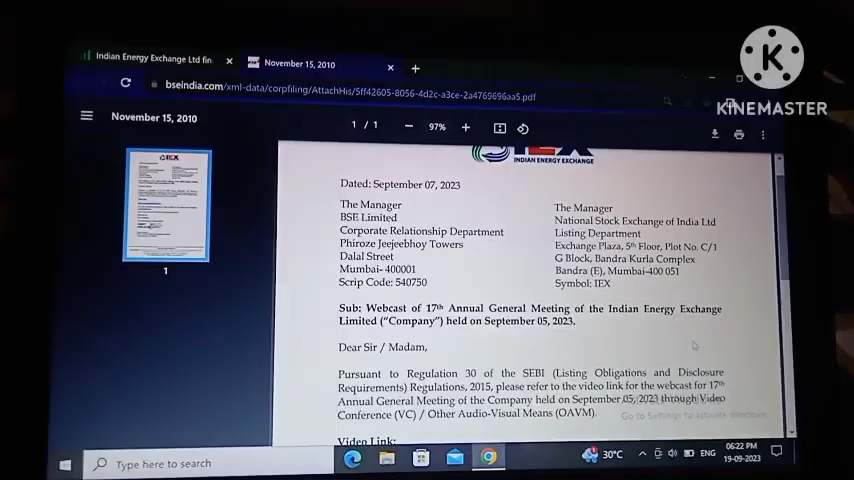 Indian Energy Exchange Ltd fin
November 15, 2010
bseindia.com/xml-data/corpfiling/AttachHis/5ff42605-8056-4d2c-a3ce-2a4769696aa5.pdf
KINEMASTER
November 15, 2010
1 / 1
97%
IEX
INDIAN ENERGY EXCHANGE
Dated: September 07, 2023
The Manager
BSE Limited
Corporate Relationship Department
Phiroze Jeejeebhoy Towers
Dalal Street
Mumbai- 400001
Scrip Code: 540750
The Manager
National Stock Exchange of India Ltd
Listing Department
Exchange Plaza, 5th Floor, Plot No. C/1
G Block, Bandra Kurla Complex
Bandra (E), Mumbai-400 051
Symbol: IEX
Sub: Webcast of 17th Annual General Meeting of the Indian Energy Exchange
Limited ("Company") held on September 05, 2023.
Dear Sir / Madam,
Pursuant to Regulation 30 of the SEBI (Listing Obligations and Disclosure
Requirements) Regulations, 2015, please refer to the video link for the webcast for 17th
Annual General Meeting of the Company held on September 05, 2023 through Video
Conference (VC) / Other Audio-Visual Means (OAVM).
Go to Settings to activate Windows.
Video Link:
1
Type here to search
30°C
ENG
06:22 PM
19-09-2023